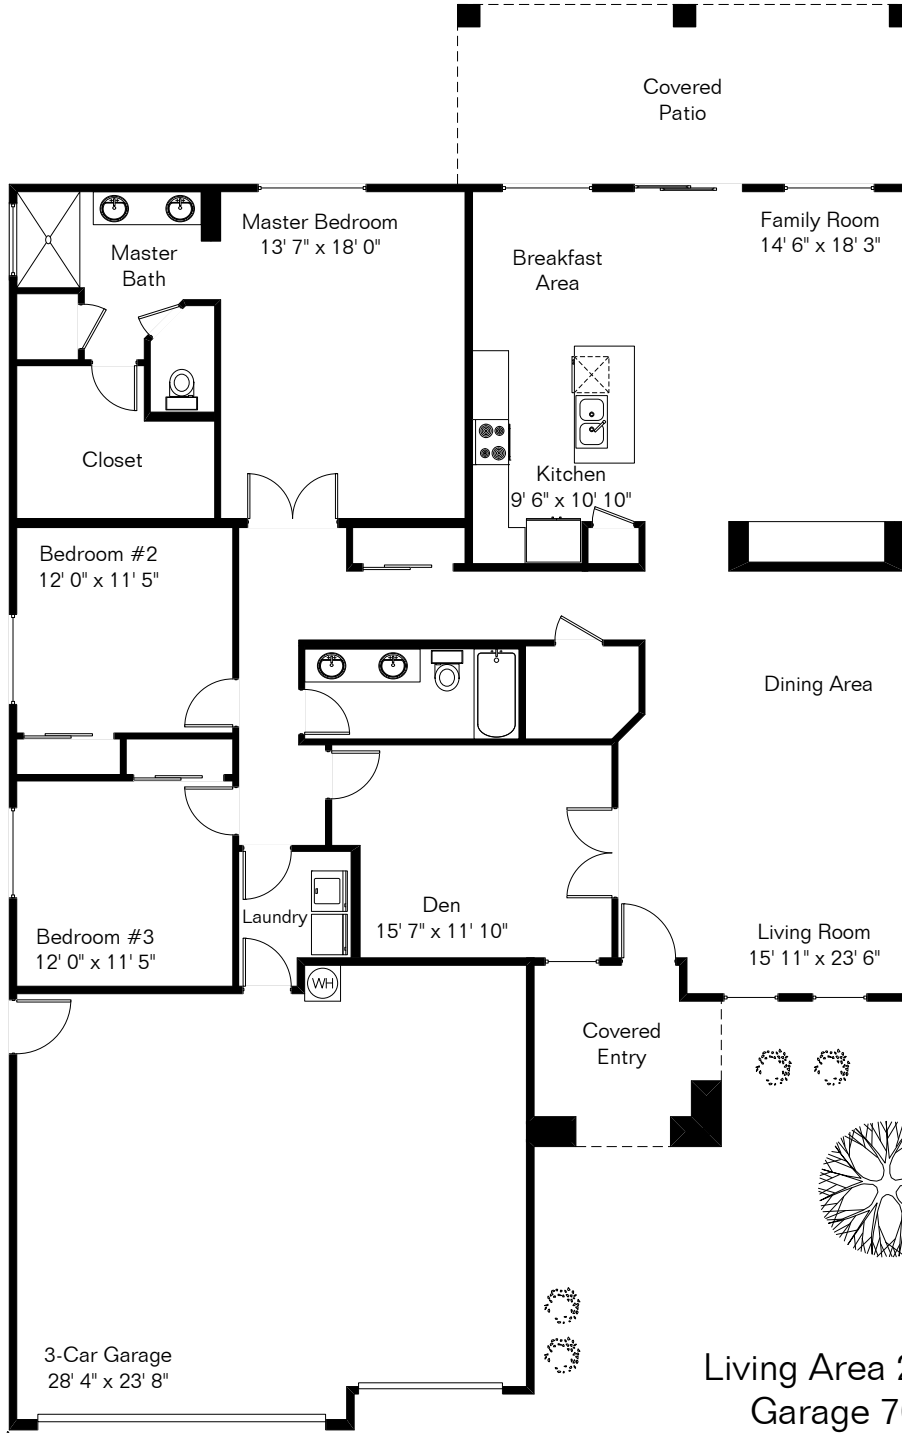 Covered
Patio
Master Bedroom
13' 7" x 18' 0"
Family Room
14' 6" x 18' 3"
Master
Bath
Breakfast
Area
Closet
Kitchen
9' 6" x 10' 10"
Bedroom #2
12' 0" x 11' 5"
Dining Area
Laundry
Den
15' 7" x 11' 10"
Bedroom #3
12' 0" x 11' 5"
Living Room
15' 11" x 23' 6"
WH
Covered
Entry
3-Car Garage
28' 4" x 23' 8"
Living Area
Garage